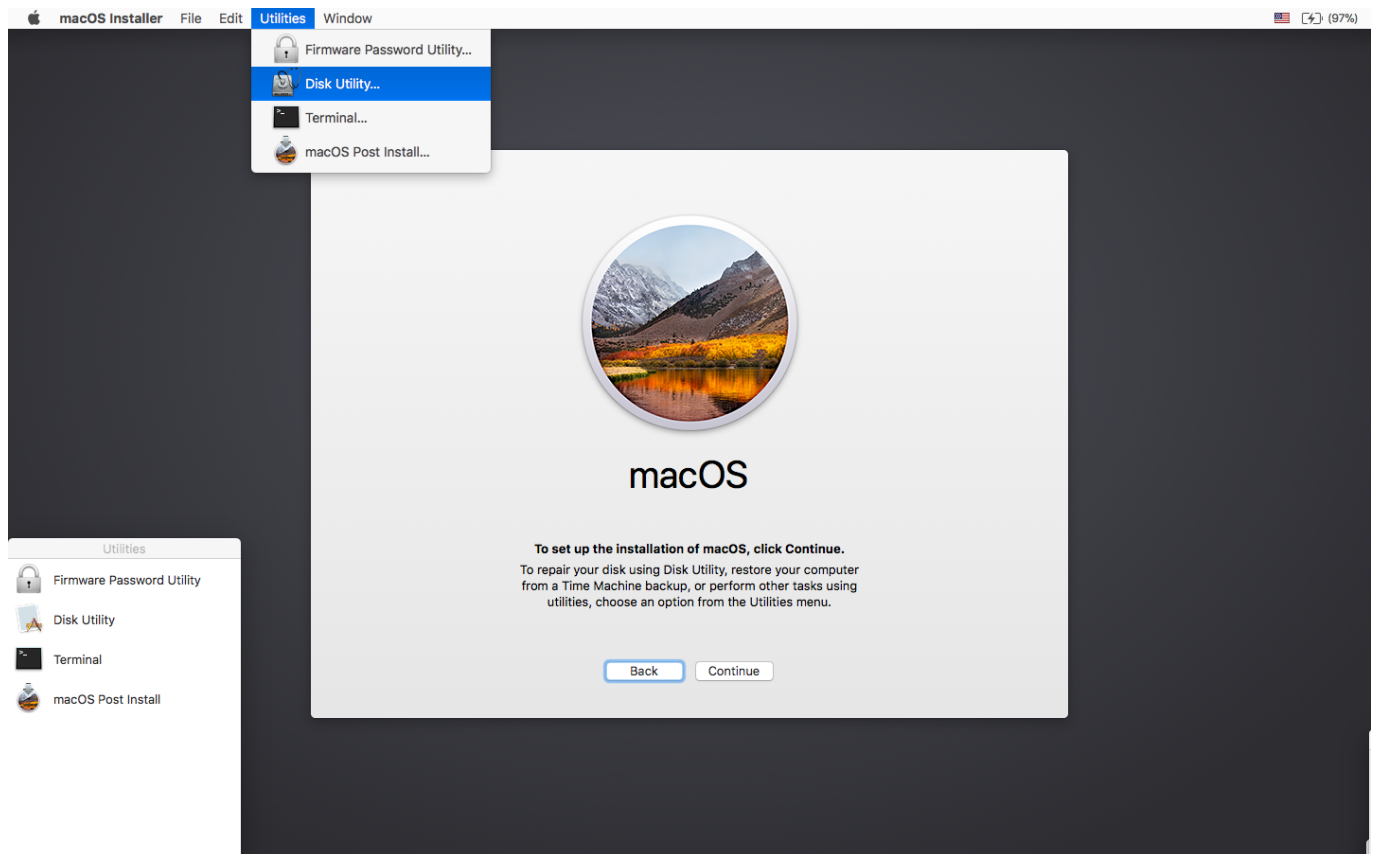 macOS Installer File Edit Utilities Window (97%)
Firmware Password Utility...
Disk Utility...
Terminal...
macOS Post Install...
macOS
To set up the installation of macOS, click Continue.
To repair your disk using Disk Utility, restore your computer
from a Time Machine backup, or perform other tasks using
utilities, choose an option from the Utilities menu.
Back Continue
Utilities
Firmware Password Utility
Disk Utility
Terminal
macOS Post Install